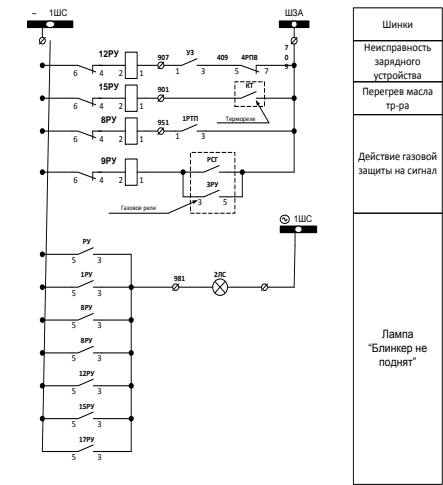 ~ 1ШС
ШЗА
Шинки
709
12РУ
907
УЗ
409
4РПВ
6 4 2 1 1 3 5 7
Неисправность
зарядного
устройства
15РУ
901
КТ
6 4 2 1
Термореле
Перегрев масла
тр-ра
8РУ
951
1РТП
6 4 2 1 1 3
9РУ
РСГ
6 4 2 1
3РУ
3 5
Газовое реле
Действие газовой
защиты на сигнал
1ШС
РУ
5 3
1РУ
5 3
981
2ЛС
8РУ
5 3
8РУ
5 3
12РУ
5 3
15РУ
5 3
17РУ
5 3
Лампа
“Блинкер не
поднят”